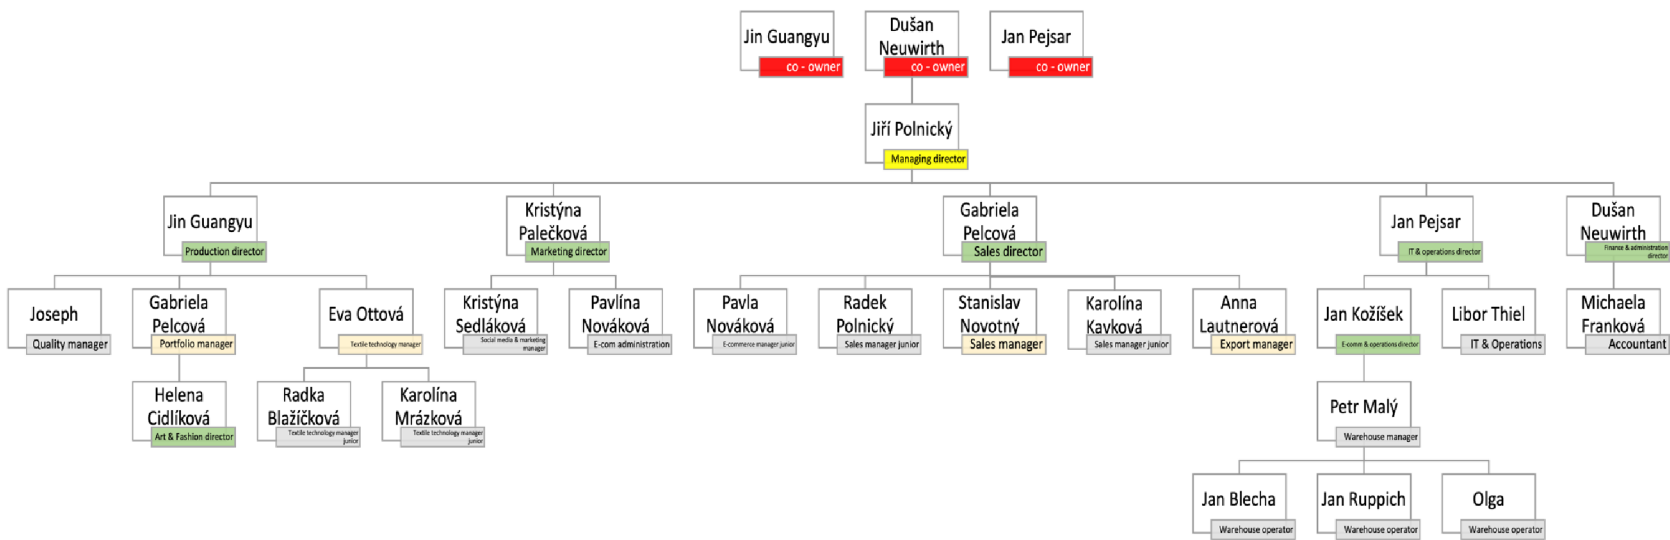 Jin Guangyu
co - owner
Dušan
Neuwirth
co - owner
Jan Pejsar
co - owner
Jiří Polnický
Managing director
Jin Guangyu
Production director
Kristýna
Palečková
Marketing director
Gabriela
Pelcová
Sales director
Jan Pejsar
IT & operations director
Dušan
Neuwirth
Finance & administration
director
Joseph
Quality manager
Gabriela
Pelcová
Portfolio manager
Eva Ottová
Textile technology manager
Kristýna
Sedláková
Social media & marketing
manager
Pavlína
Nováková
E-com administration
Pavla
Nováková
E-commerce manager junior
Radek
Polnický
Sales manager junior
Stanislav
Novotný
Sales manager
Karolína
Kavková
Sales manager junior
Anna
Lautnerová
Export manager
Jan Kožíšek
E-comm & operations director
Libor Thiel
IT & Operations
Michaela
Franková
Accountant
Helena
Cidlíková
Art & Fashion director
Radka
Blažíčková
Textile technology manager
junior
Karolína
Mrázková
Textile technology manager
junior
Petr Malý
Warehouse manager
Jan Blecha
Warehouse operator
Jan Ruppich
Warehouse operator
Olga
Warehouse operator